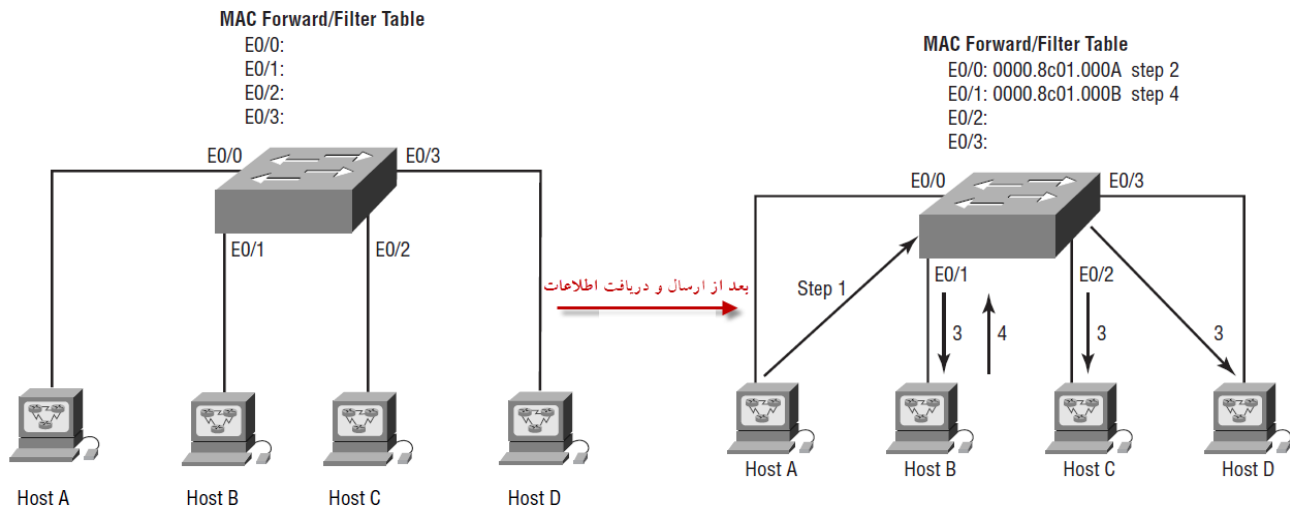 MAC Forward/Filter Table
E0/0:
E0/1:
E0/2:
E0/3:
E0/0
E0/3
E0/1
E0/2
Host A
Host B
Host C
Host D
بعد از ارسال و دریافت اطلاعات
MAC Forward/Filter Table
E0/0: 0000.8c01.000A step 2
E0/1: 0000.8c01.000B step 4
E0/2:
E0/3:
E0/0
E0/3
Step 1
E0/1
E0/2
3
4
3
3
Host A
Host B
Host C
Host D